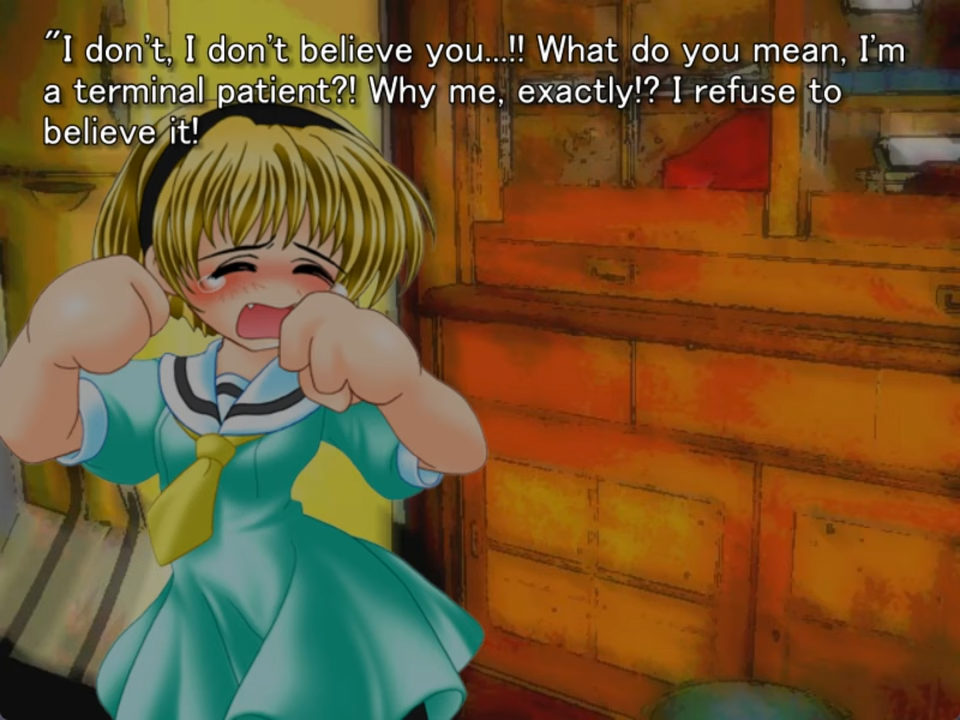 "I don't, I don't believe you...!! What do you mean, I'm
a terminal patient?! Why me, exactly!? I refuse to
believe it!